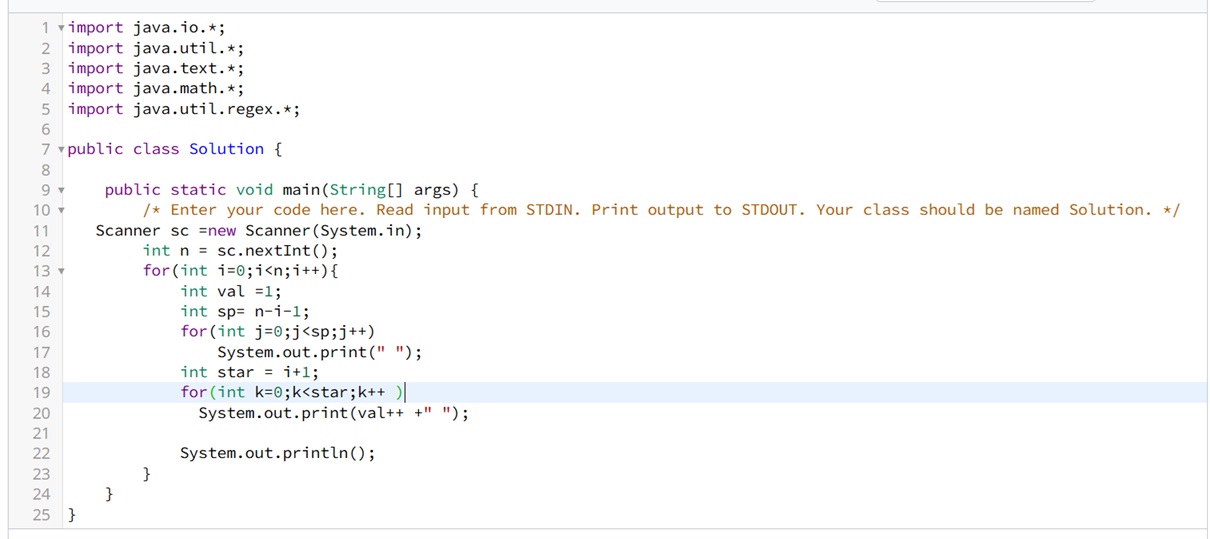 1 import java.io.*;
2 import java.util.*;
3 import java.text.*;
4 import java.math.*;
5 import java.util.regex.*;
6
7 public class Solution {
8
9     public static void main(String[] args) {
10         /* Enter your code here. Read input from STDIN. Print output to STDOUT. Your class should be named Solution. */
11    Scanner sc =new Scanner(System.in);
12         int n = sc.nextInt();
13         for(int i=0;i<n;i++){
14             int val =1;
15             int sp= n-i-1;
16             for(int j=0;j<sp;j++)
17                 System.out.print(" ");
18             int star = i+1;
19             for(int k=0;k<star;k++ )
20               System.out.print(val++ +" ");
21
22             System.out.println();
23         }
24     }
25 }